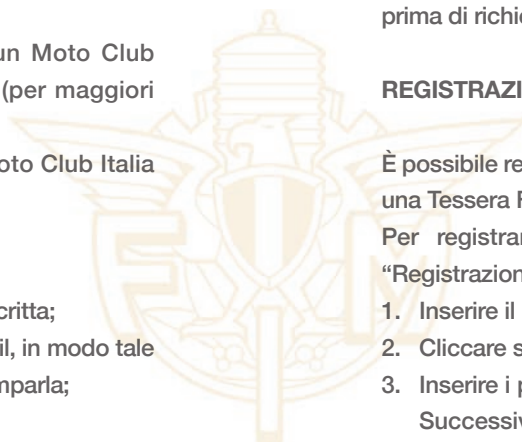 un Moto Club
(per maggiori
oto Club Italia
critta;
il, in modo tale
mparla;
prima di richi
REGISTRAZI
È possibile re
una Tessera F
Per registrar
“Registrazion
1. Inserire il
2. Cliccare s
3. Inserire i p
Successiv
F M